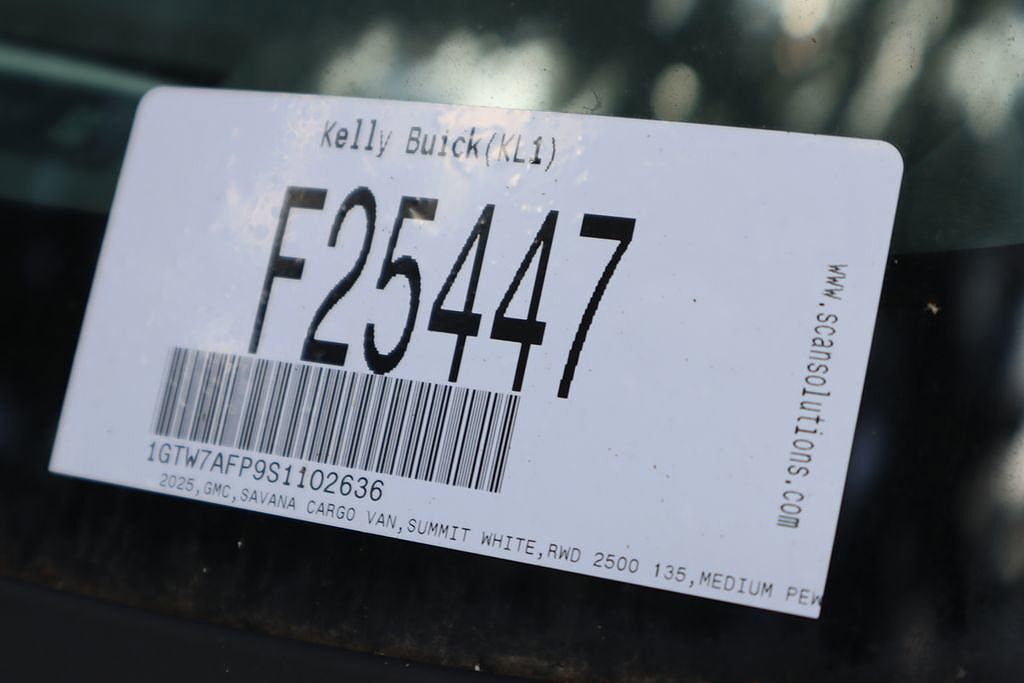 Kelly Buick(KL1)
F25447
1GTW7AFP9S1102636
2025,GMC,SAVANA CARGO VAN,SUMMIT WHITE,RWD 2500 135,MEDIUM PEW
www.scansolutions.com